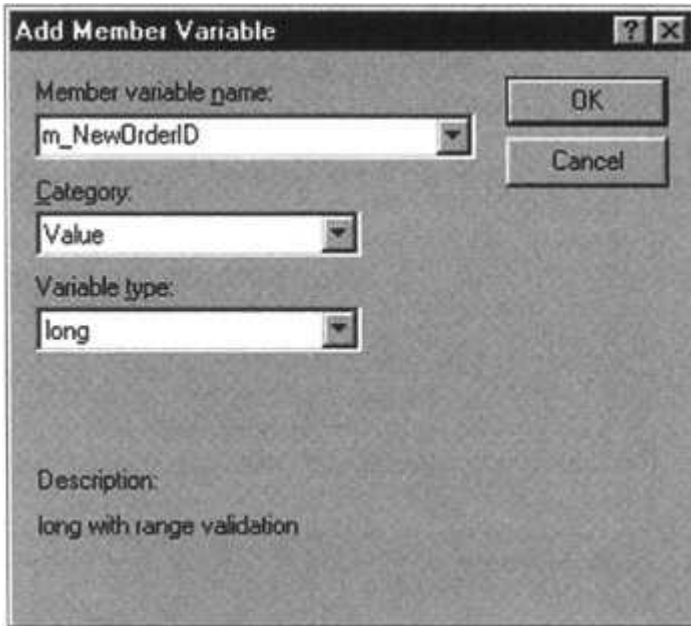 Add Member Variable
Member variable name:
m_NewOrderID
OK
Cancel
Category:
Value
Variable type:
long
Description:
long with range validation